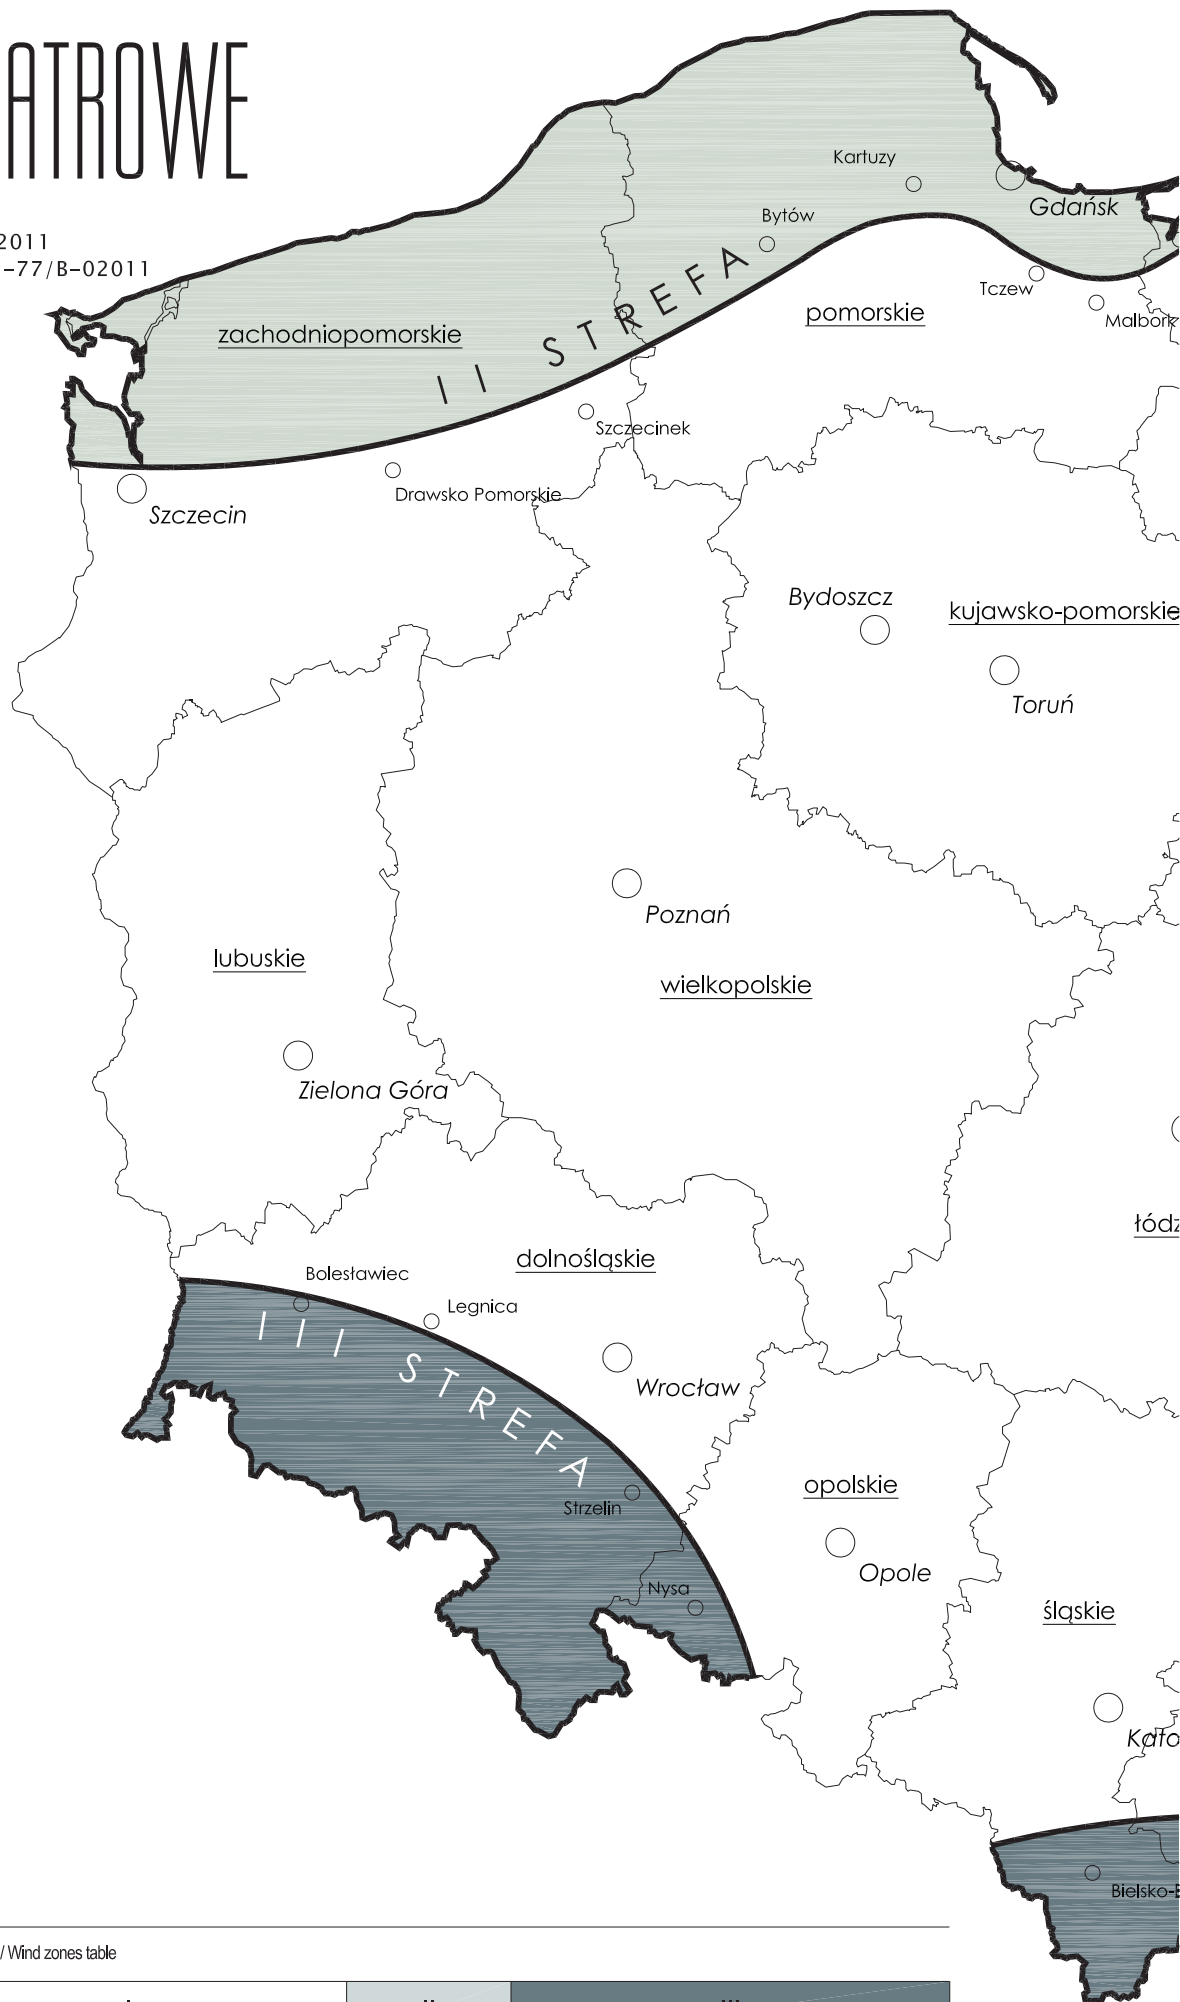 ATROWE
2011
-77/B-02011
Kartuzy
Gdańsk
Bytów
Tczew
pomorskie
Malbork
zachodniopomorskie
II STREFA
Szczecinek
Drawsko Pomorskie
Szczecin
Bydoszcz
kujawsko-pomorskie
Toruń
Poznań
lubuskie
wielkopolskie
Zielona Góra
łódz
dolnośląskie
Bolesławiec
Legnica
III STREFA
Wrocław
opolskie
Strzelin
Opole
Nysa
śląskie
Kato
Bielsko-B
/ Wind zones table